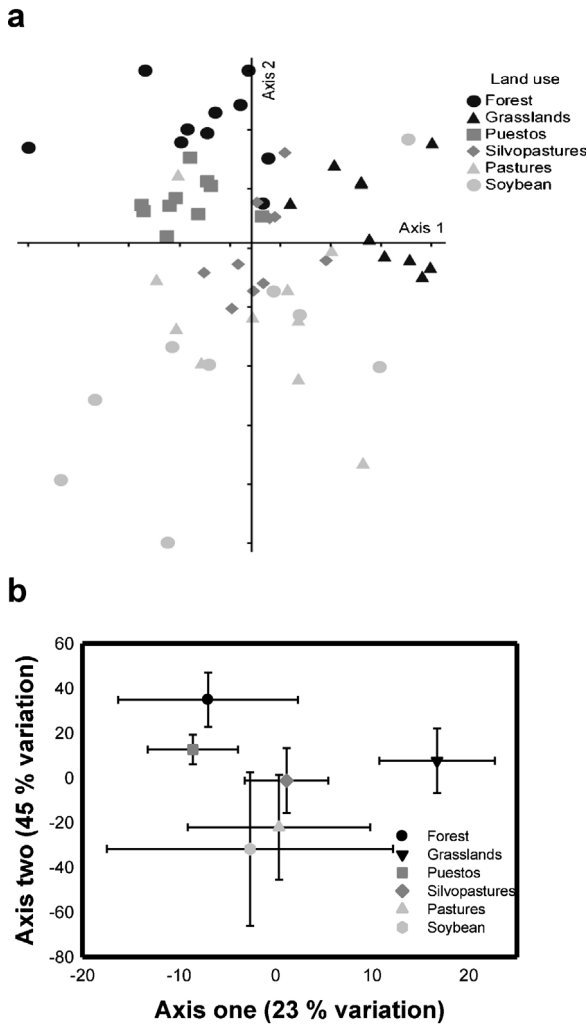 a
Axis 2
Land use
Forest
Grasslands
Puestos
Silvopastures
Pastures
Soybean
Axis 1
b
Axis two (45 % variation)
60
40
20
0
-20
-40
-60
-80
Forest
Grasslands
Puestos
Silvopastures
Pastures
Soybean
-20
-10
0
10
20
Axis one (23 % variation)